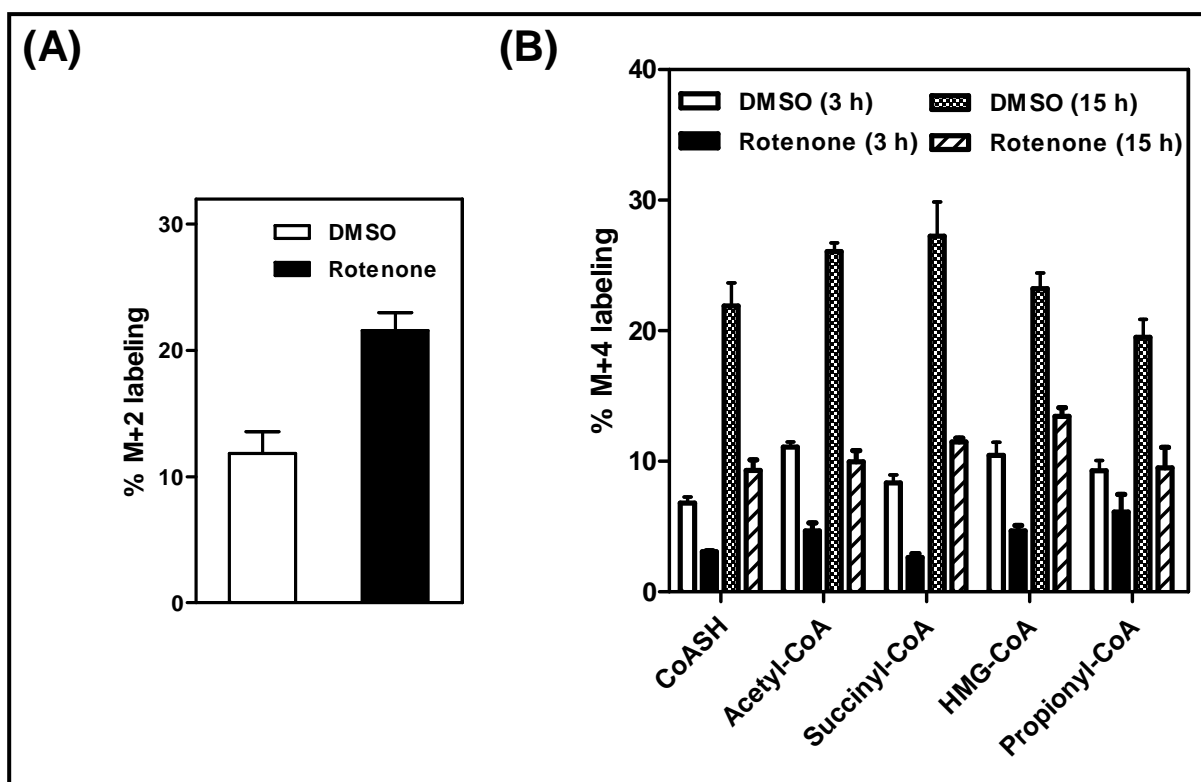 (A)
% M+2 labeling
30
20
10
0
DMSO
Rotenone
(B)
% M+4 labeling
40
30
20
10
0
DMSO (3 h)
Rotenone (3 h)
DMSO (15 h)
Rotenone (15 h)
CoASH
Acetyl-CoA
Succinyl-CoA
HMG-CoA
Propionyl-CoA